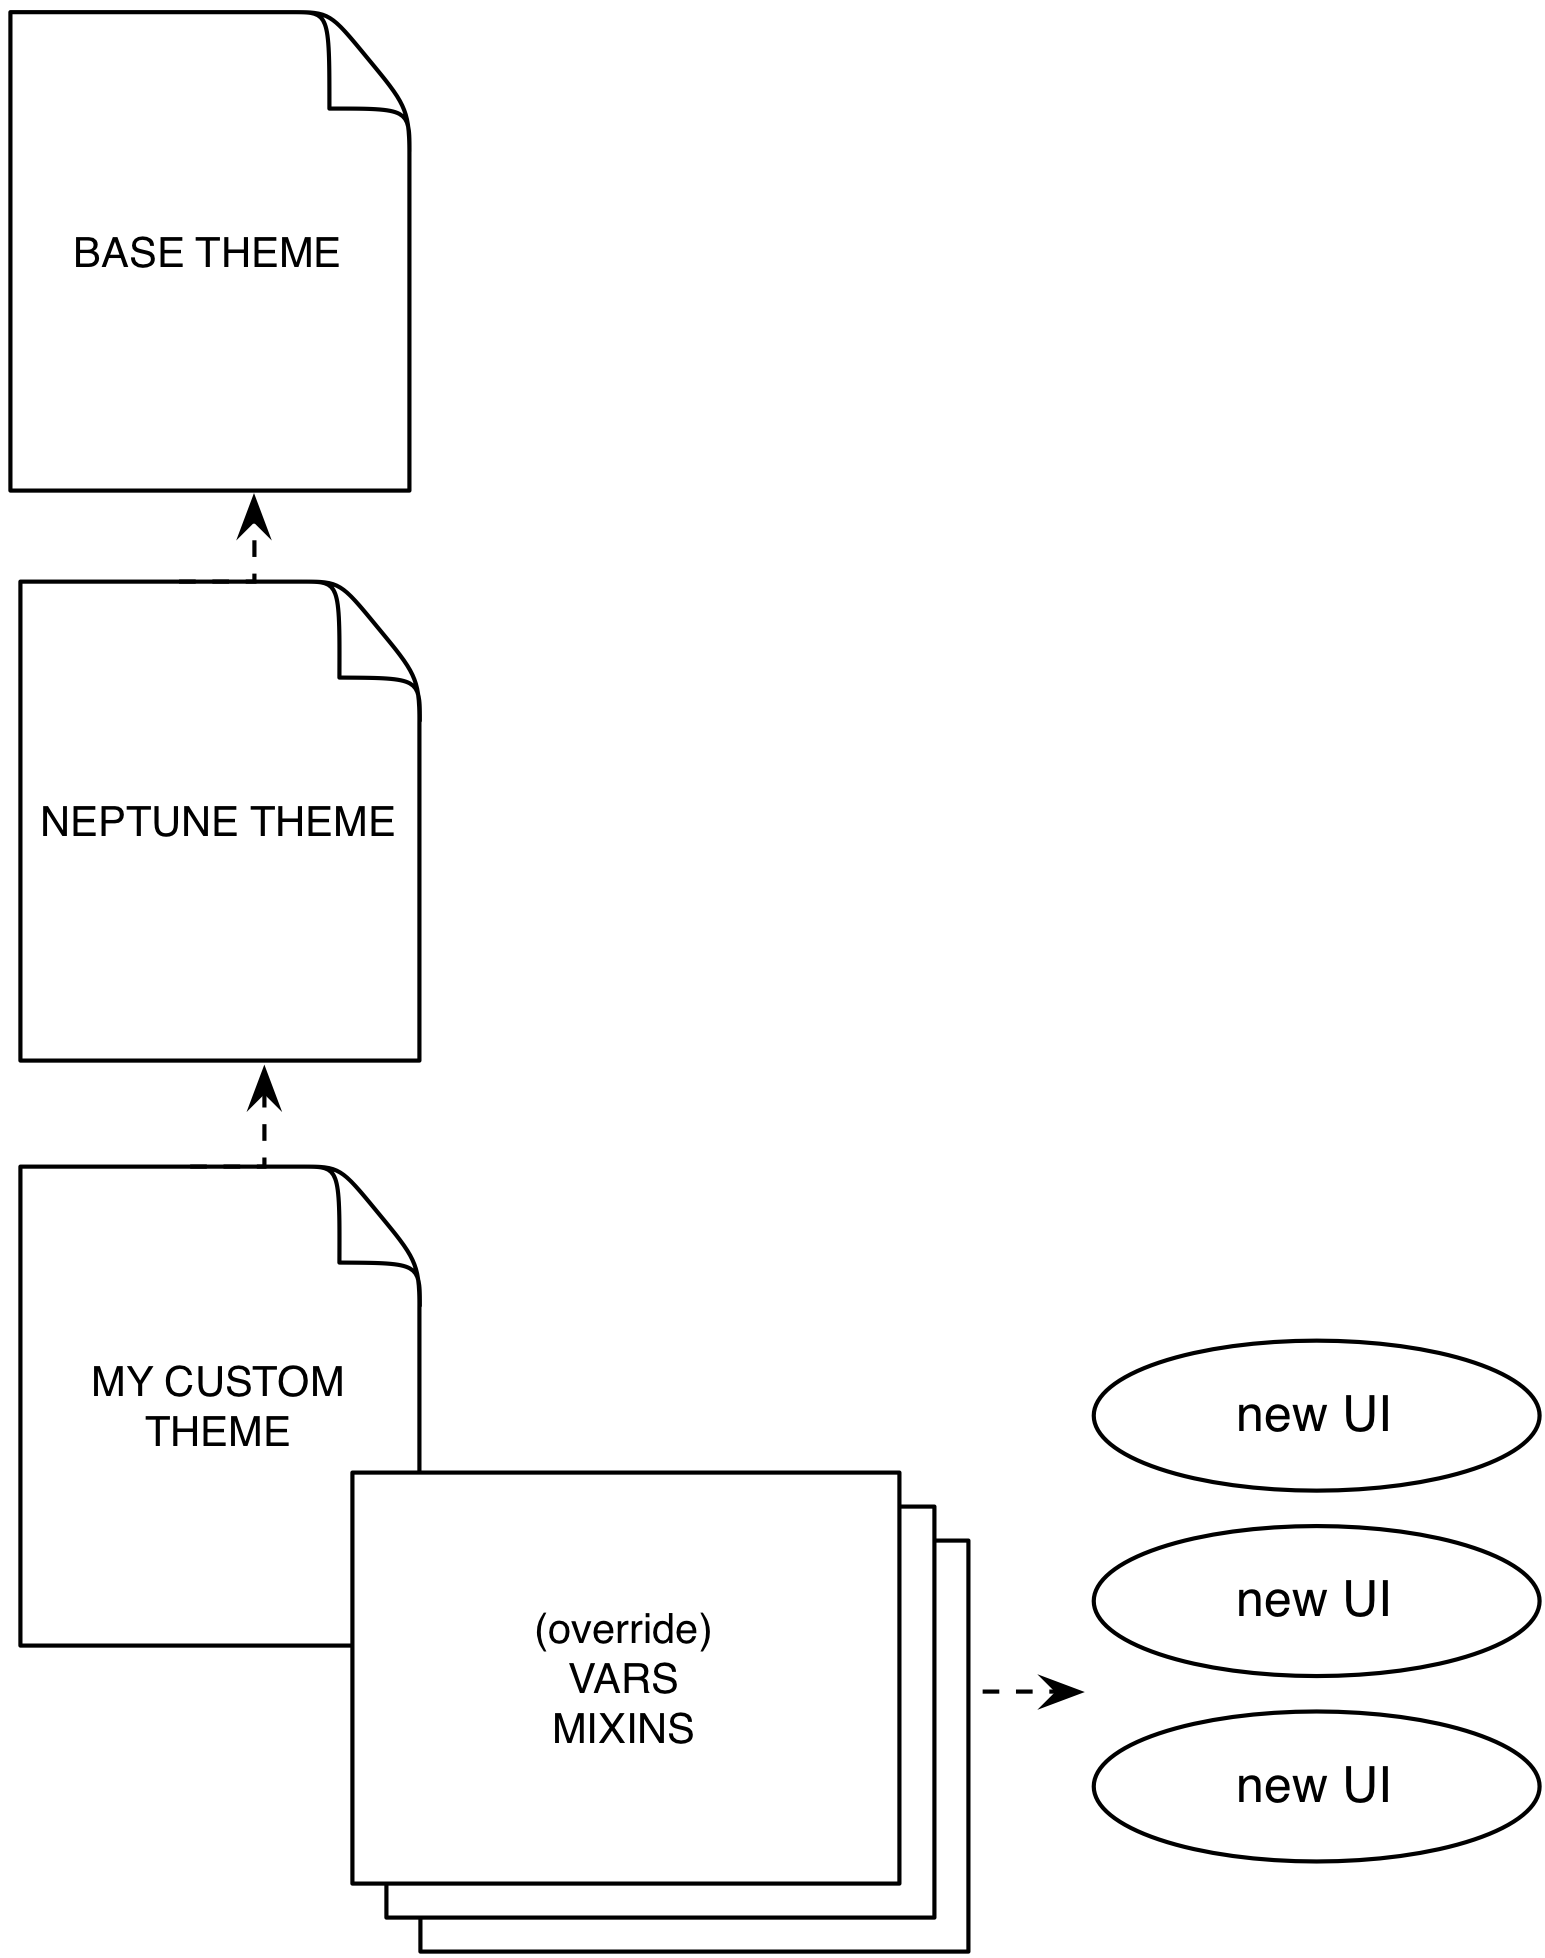 BASE THEME
NEPTUNE THEME
MY CUSTOM
THEME
(override)
VARS
MIXINS
new UI
new UI
new UI